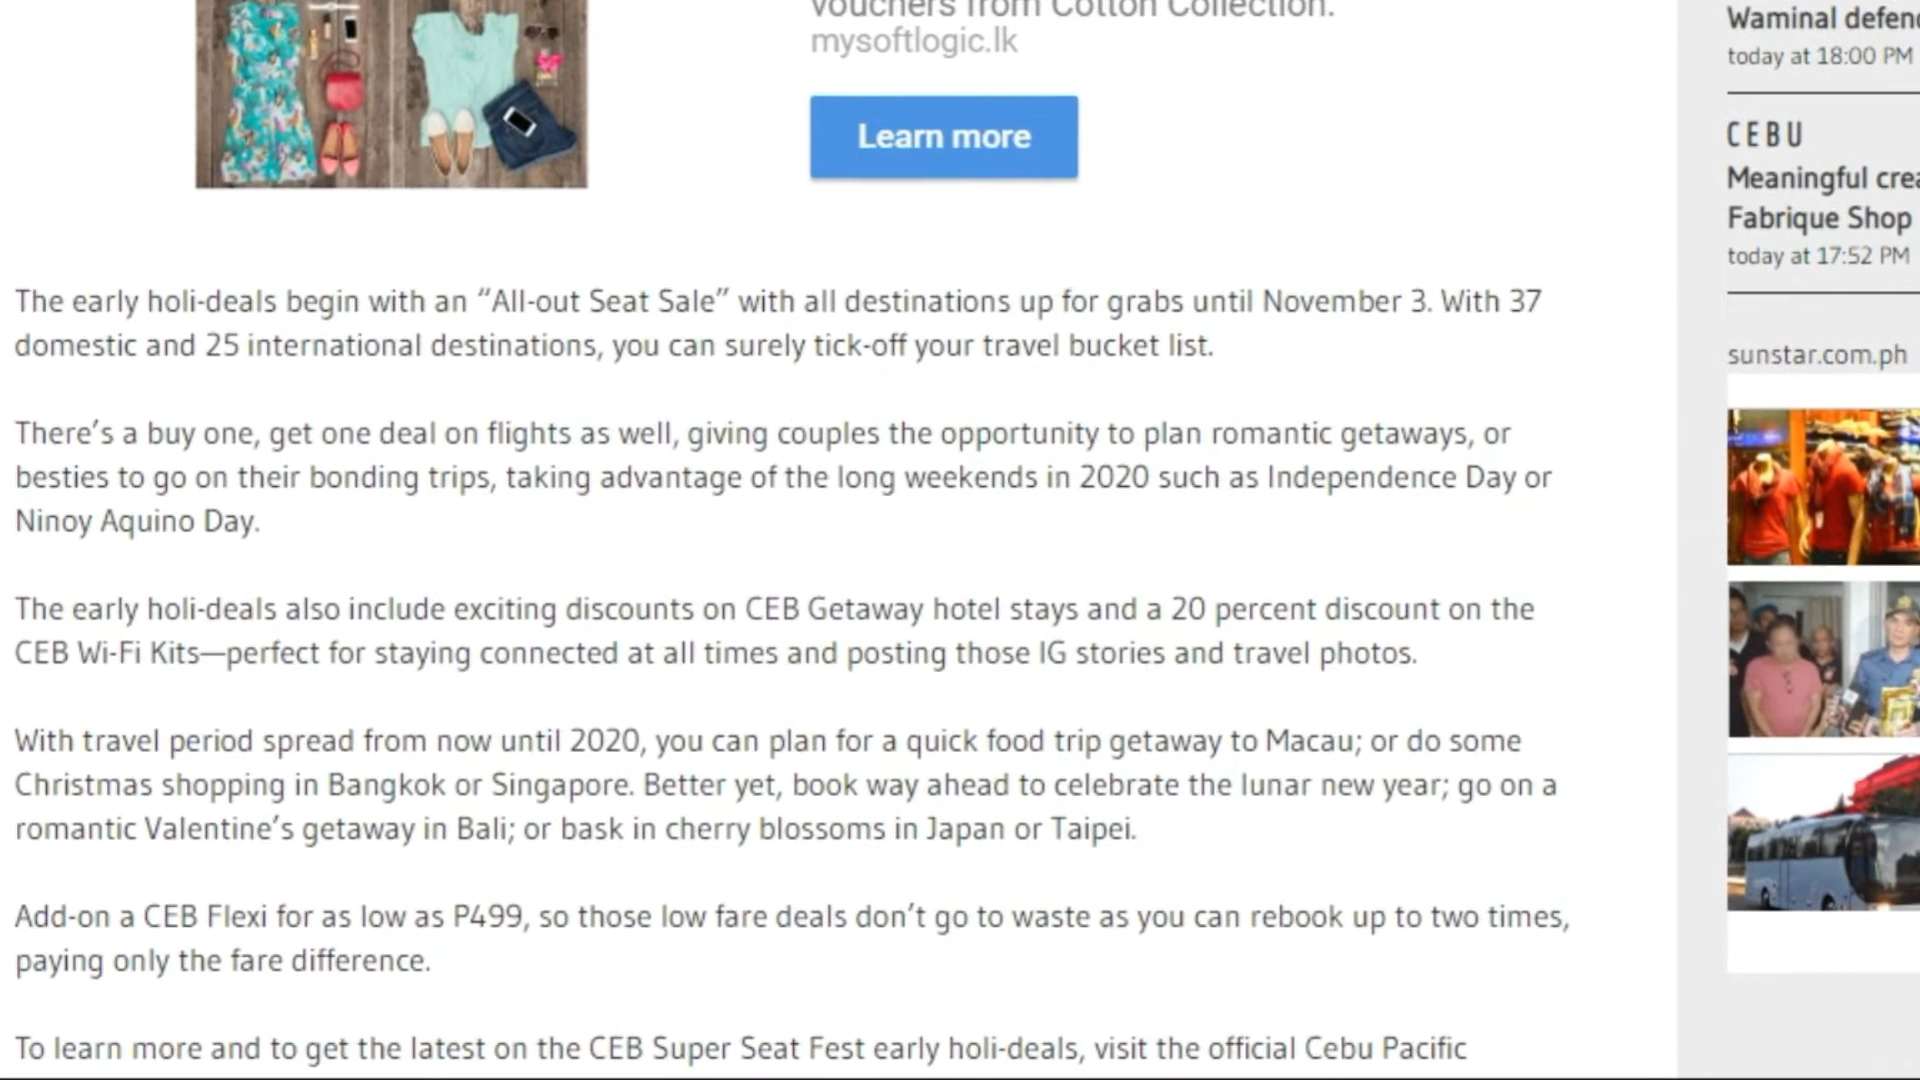 vouchers from Cotton Collection.
mysoftlogic.lk
Learn more
The early holi-deals begin with an “All-out Seat Sale” with all destinations up for grabs until November 3. With 37
domestic and 25 international destinations, you can surely tick-off your travel bucket list.
There’s a buy one, get one deal on flights as well, giving couples the opportunity to plan romantic getaways, or
besties to go on their bonding trips, taking advantage of the long weekends in 2020 such as Independence Day or
Ninoy Aquino Day.
The early holi-deals also include exciting discounts on CEB Getaway hotel stays and a 20 percent discount on the
CEB Wi-Fi Kits—perfect for staying connected at all times and posting those IG stories and travel photos.
With travel period spread from now until 2020, you can plan for a quick food trip getaway to Macau; or do some
Christmas shopping in Bangkok or Singapore. Better yet, book way ahead to celebrate the lunar new year; go on a
romantic Valentine’s getaway in Bali; or bask in cherry blossoms in Japan or Taipei.
Add-on a CEB Flexi for as low as P499, so those low fare deals don’t go to waste as you can rebook up to two times,
paying only the fare difference.
To learn more and to get the latest on the CEB Super Seat Fest early holi-deals, visit the official Cebu Pacific
Waminal defen
today at 18:00 PM
CEBU
Meaningful crea
Fabrique Shop
today at 17:52 PM
sunstar.com.ph